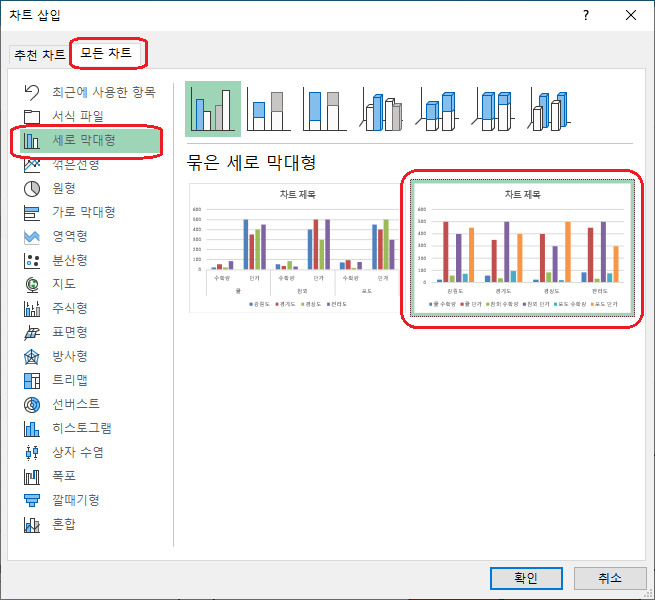 차트 삽입
?
추천 차트 모든 차트
최근에 사용한 항목
서식 파일
세로 막대형
꺾은선형
원형
가로 막대형
영역형
분산형
지도
주식형
표면형
방사형
트리맵
선버스트
히스토그램
상자 수염
폭포
깔때기형
혼합
묶은 세로 막대형
차트 제목
600
500
400
300
200
100
0
수확량 단가 수확량 단가 수확량 단가
귤 참외 포도
강원도 경기도 경상도 전라도
차트 제목
600
500
400
300
200
100
0
강원도 경기도 경상도 전라도
귤 수확량 귤 단가 참외 수확량 참외 단가 포도 수확량 포도 단가
확인 취소